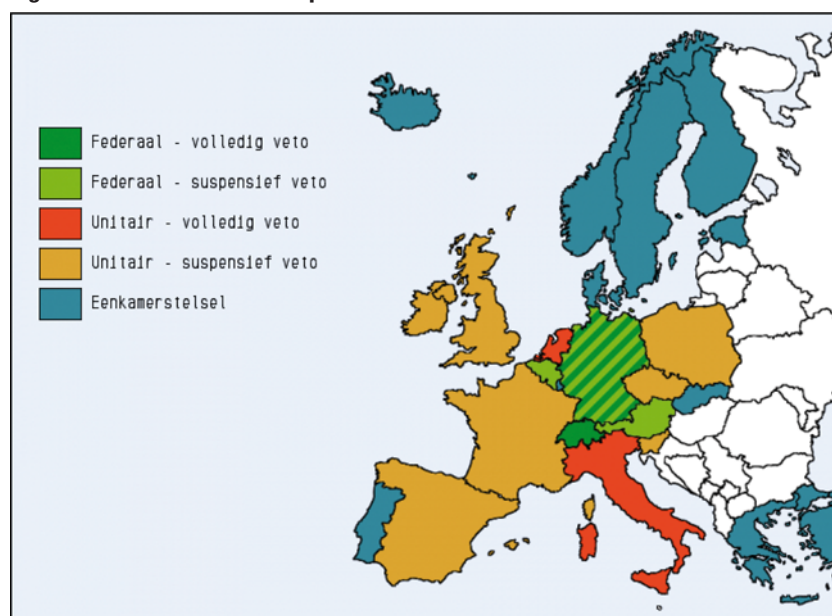 Federaal - volledig veto
Federaal - suspensief veto
Unitair - volledig veto
Unitair - suspensief veto
Eenkamerstelsel